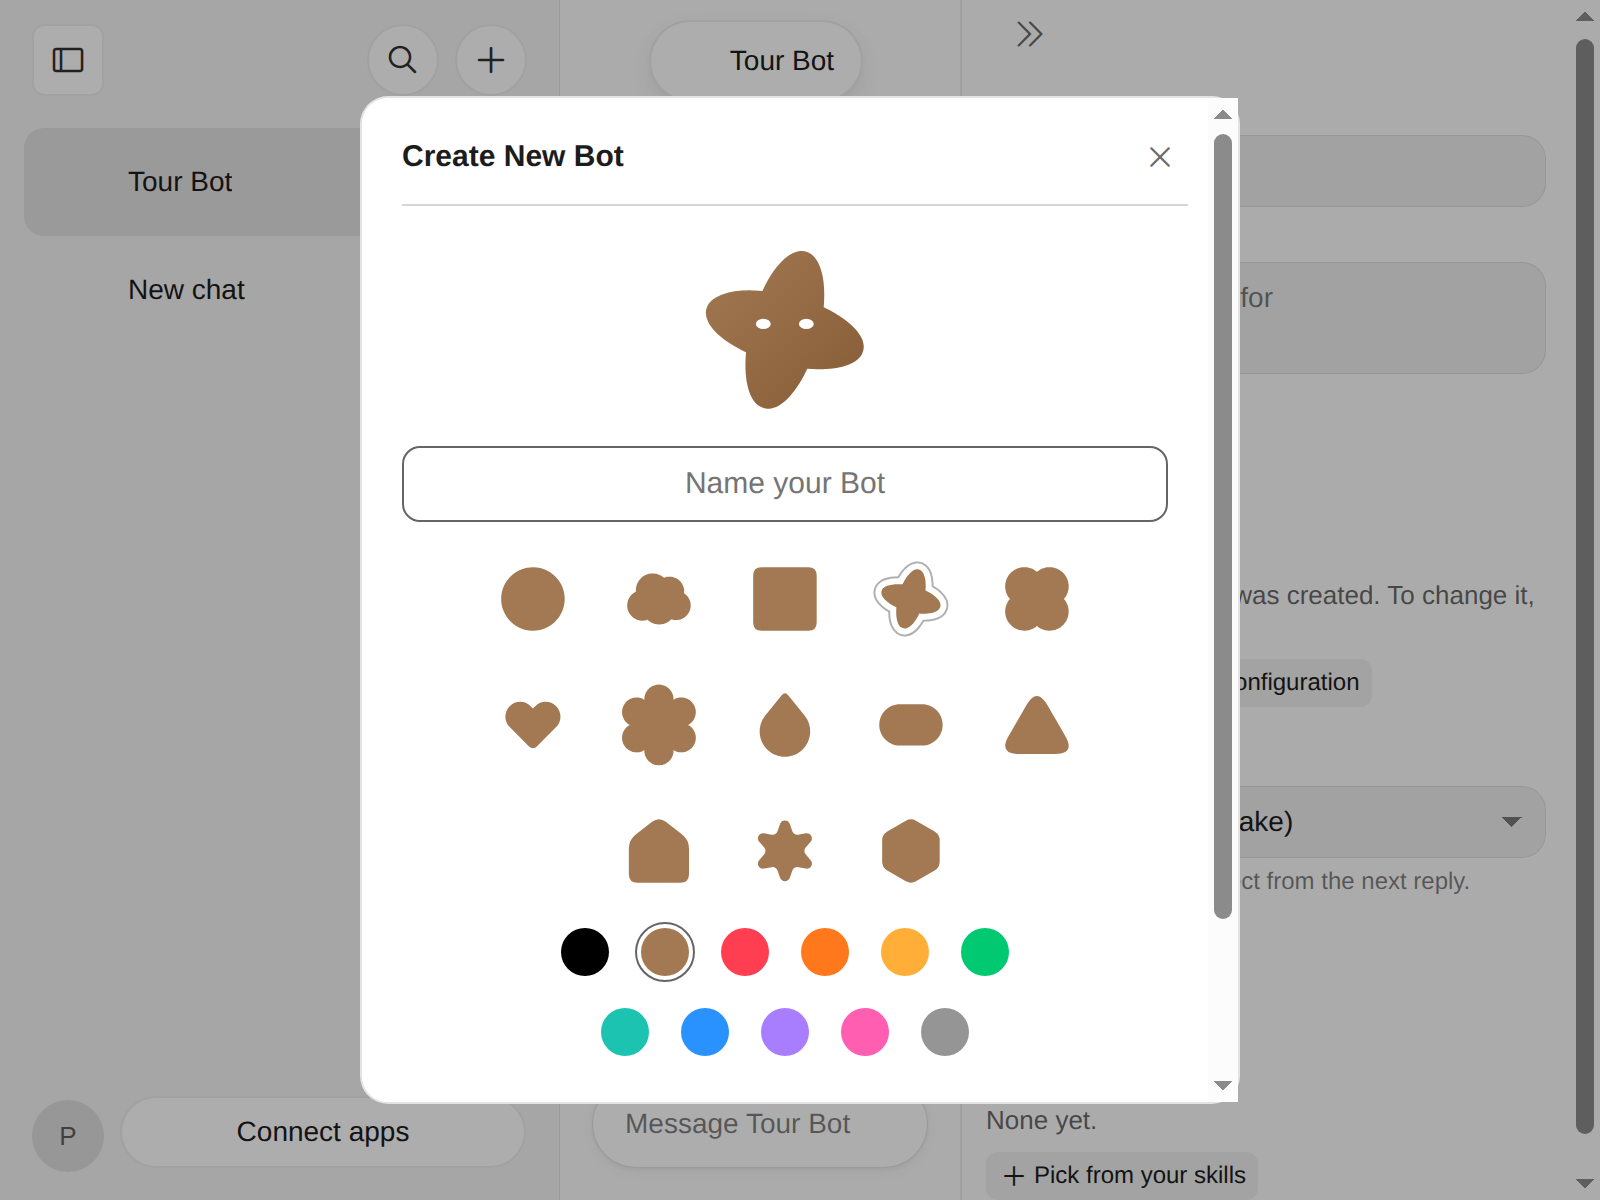 Tour Bot
Tour Bot
New chat
Create New Bot
Name your Bot
for
was created. To change it,
onfiguration
ake)
ct from the next reply.
P
Connect apps
Message Tour Bot
None yet.
Pick from your skills